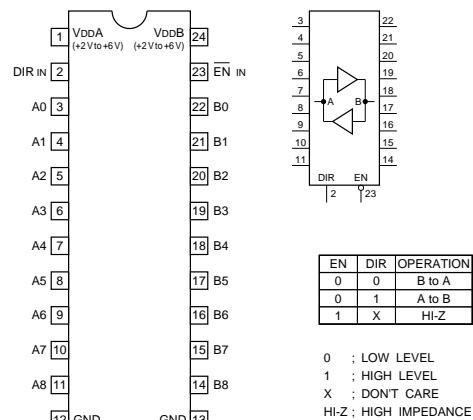 1 VDDA VDDB 24
(+2 V to +6 V) (+2 V to +6 V)
DIR IN 2 23 EN IN
A0 3 22 B0
A1 4 21 B1
A2 5 20 B2
A3 6 19 B3
A4 7 18 B4
A5 8 17 B5
A6 9 16 B6
A7 10 15 B7
A8 11 14 B8
12 GND GND 13
3 22
4 21
5 20
6 19
7 18
A B
8 17
9 16
10 15
11 14
DIR EN
2 23
EN DIR OPERATION
0 0 B to A
0 1 A to B
1 X HI-Z
0 ; LOW LEVEL
1 ; HIGH LEVEL
X ; DON'T CARE
HI-Z ; HIGH IMPEDANCE